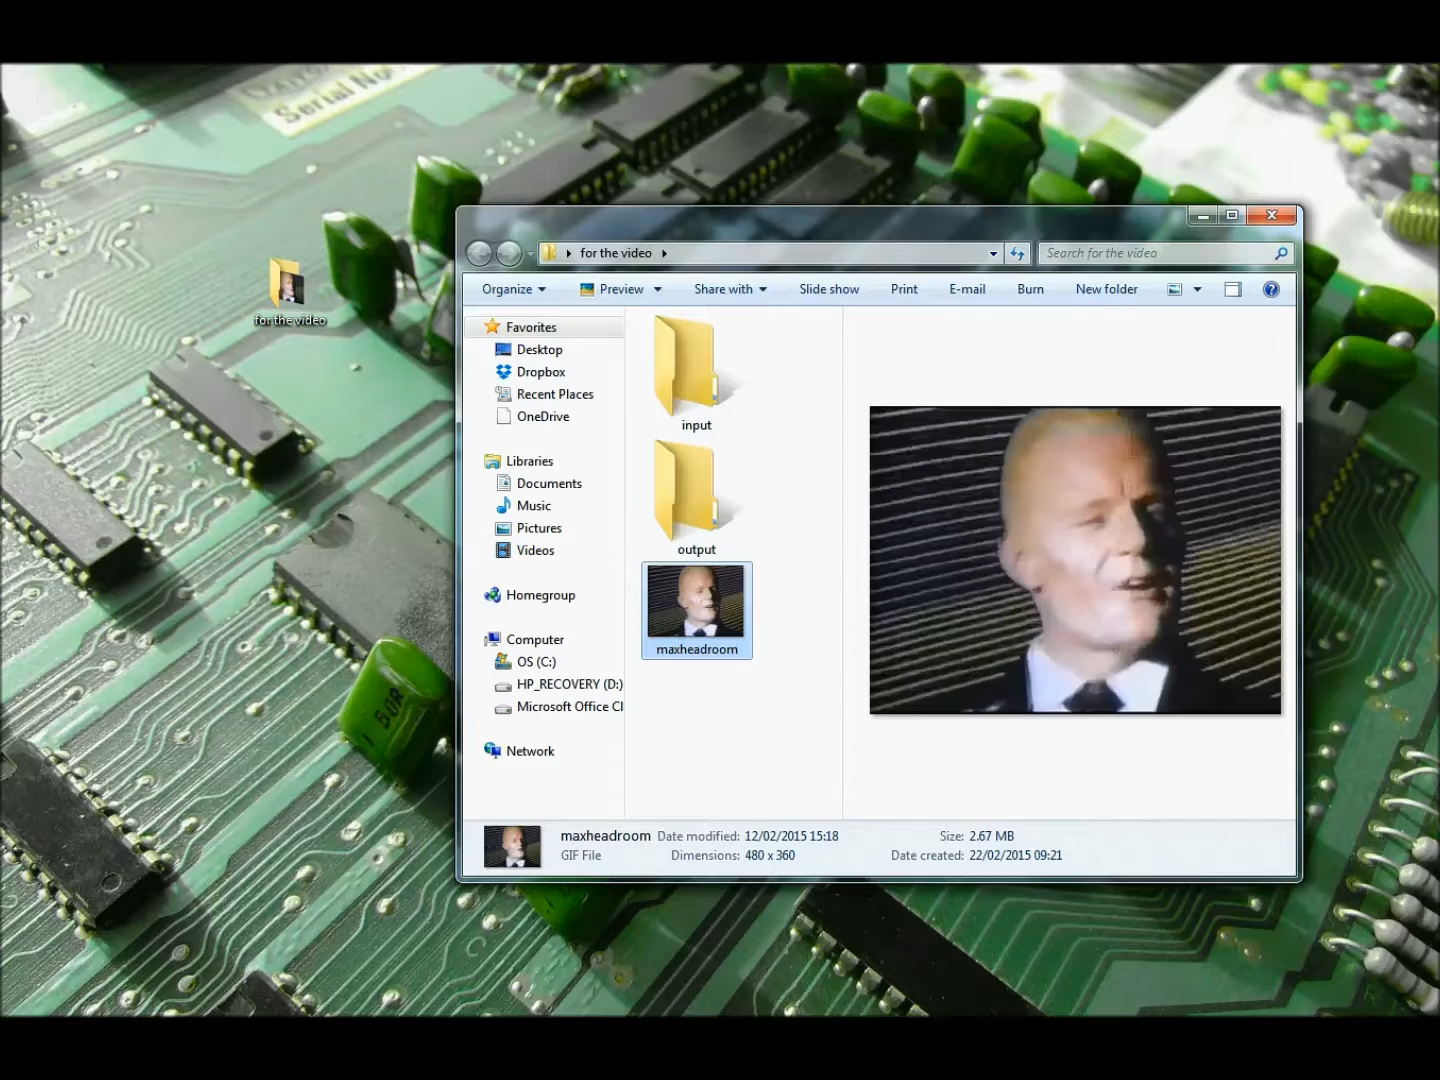 Serial No
for the video
for the video
Search for the video
Organize
Preview
Share with
Slide show
Print
E-mail
Burn
New folder
Favorites
Desktop
Dropbox
Recent Places
OneDrive
Libraries
Documents
Music
Pictures
Videos
Homegroup
Computer
OS (C:)
HP_RECOVERY (D:)
Microsoft Office Cl
Network
input
output
maxheadroom
50R
maxheadroom Date modified: 12/02/2015 15:18 Size: 2.67 MB
GIF File Dimensions: 480 x 360 Date created: 22/02/2015 09:21